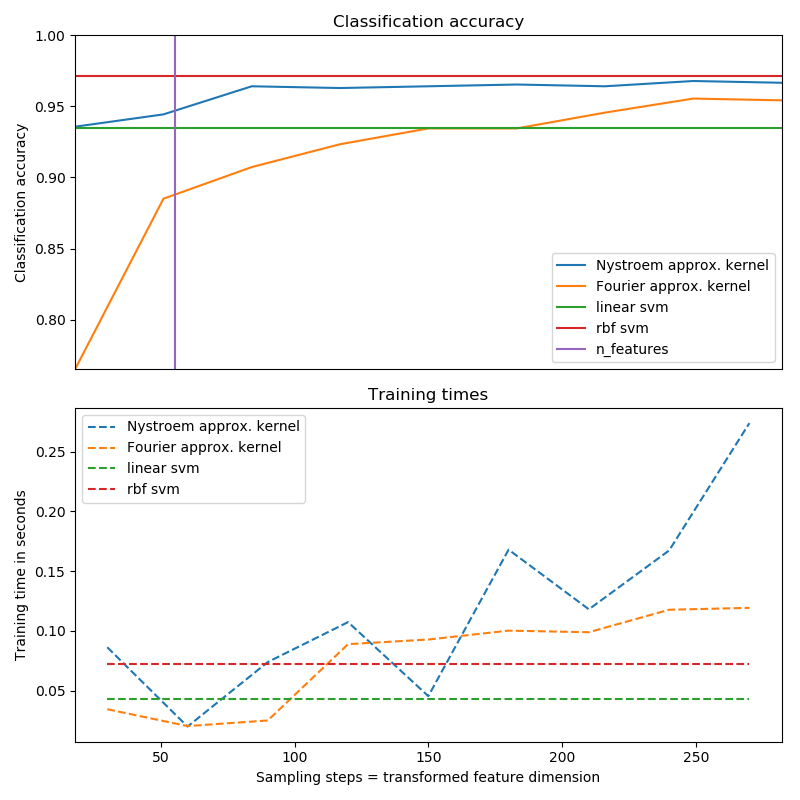 Classification accuracy
1.00
0.95
0.90
0.85
0.80
Classification accuracy
Nystroem approx. kernel
Fourier approx. kernel
linear svm
rbf svm
n_features
Training times
Nystroem approx. kernel
Fourier approx. kernel
linear svm
rbf svm
0.25
0.20
0.15
0.10
0.05
Training time in seconds
50 100 150 200 250
Sampling steps = transformed feature dimension